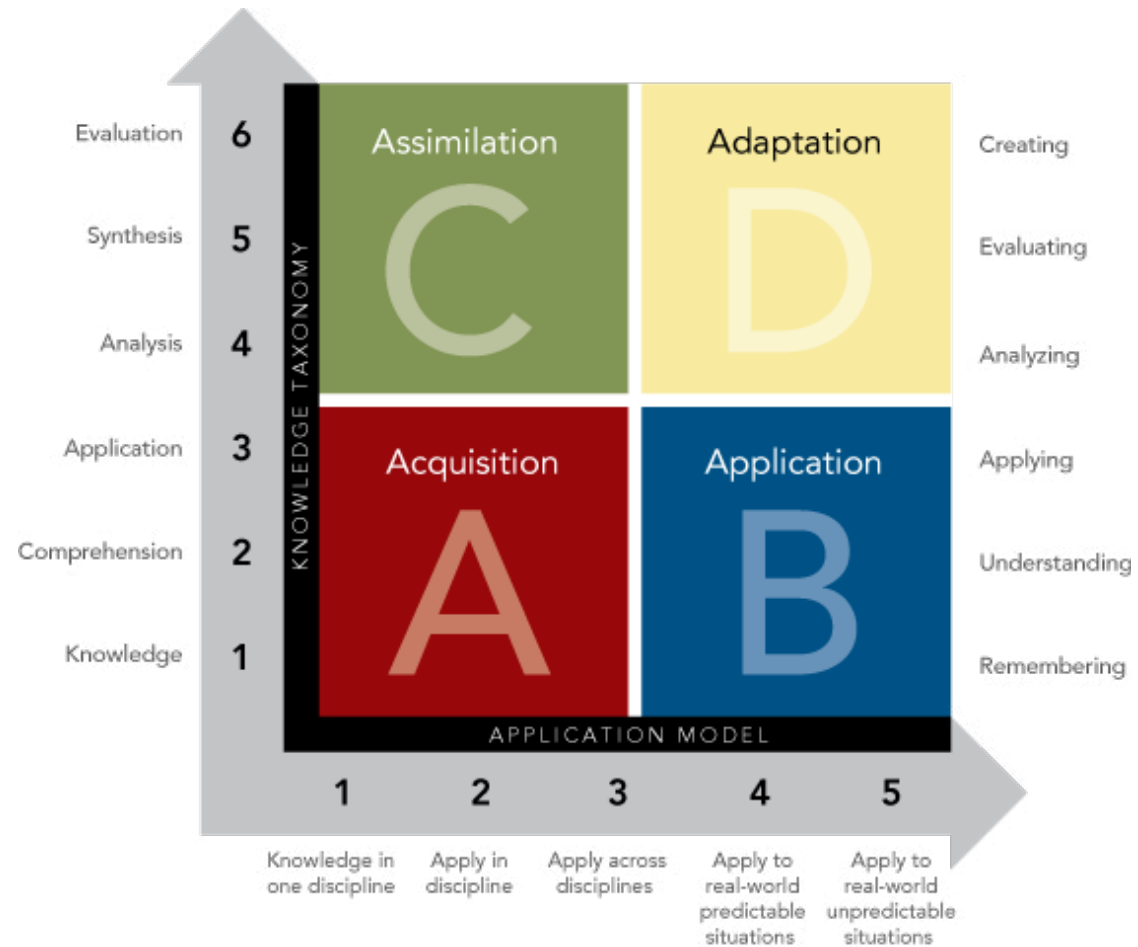 Evaluation 6 Assimilation Adaptation Creating
C D
Synthesis 5 Evaluating
Analysis 4 Analyzing
KNOWLEDGE TAXONOMY
Application 3 Acquisition Application Applying
A B
Comprehension 2 Understanding
Knowledge 1 Remembering
APPLICATION MODEL
1 2 3 4 5
Knowledge in
one discipline
Apply in
discipline
Apply across
disciplines
Apply to
real-world
predictable
situations
Apply to
real-world
unpredictable
situations